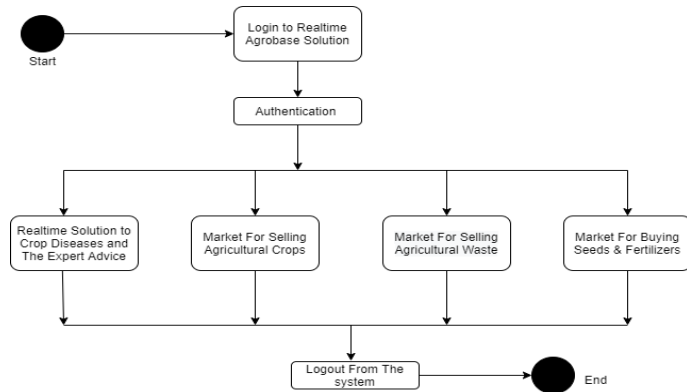 Login to Realtime
Agrobase Solution
Start
Authentication
Realtime Solution to
Crop Diseases and
The Expert Advice
Market For Selling
Agricultural Crops
Market For Selling
Agricultural Waste
Market For Buying
Seeds & Fertilizers
Logout From The
system
End